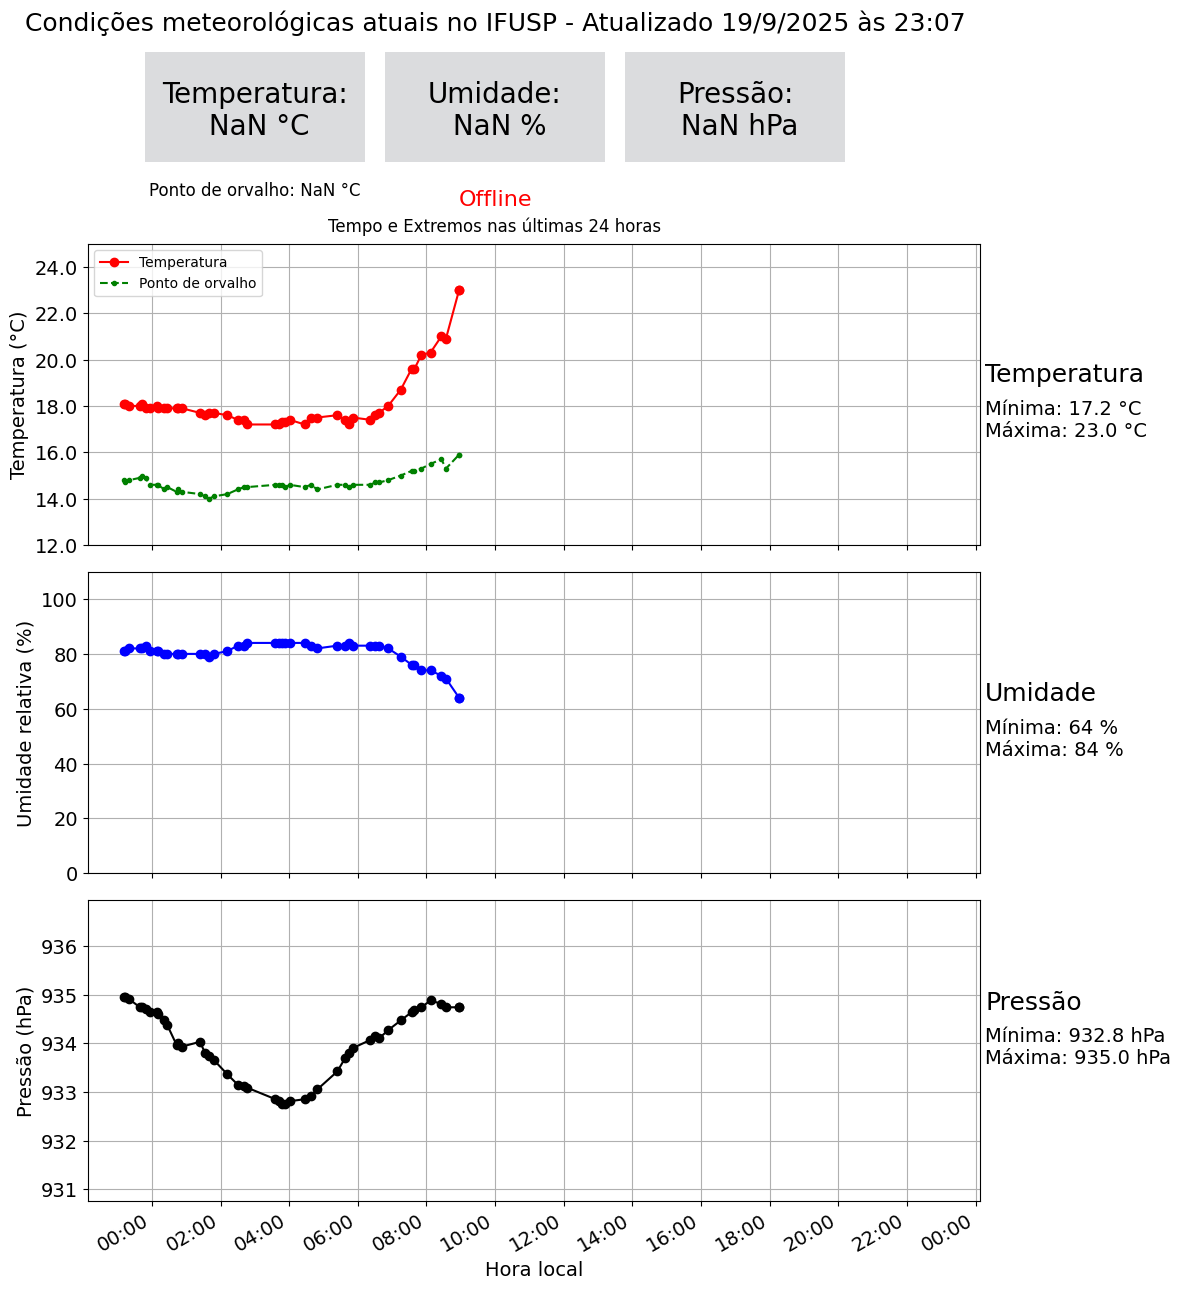 Condições meteorológicas atuais no IFUSP - Atualizado 19/9/2025 às 23:07
Temperatura:
NaN °C
Umidade:
NaN %
Pressão:
NaN hPa
Ponto de orvalho: NaN °C
Offline
Tempo e Extremos nas últimas 24 horas
Temperatura
Ponto de orvalho
24.0
22.0
20.0
18.0
16.0
14.0
12.0
Temperatura (°C)
Temperatura
Mínima: 17.2 °C
Máxima: 23.0 °C
100
80
60
40
20
0
Umidade relativa (%)
Umidade
Mínima: 64 %
Máxima: 84 %
936
935
934
933
932
931
Pressão (hPa)
Pressão
Mínima: 932.8 hPa
Máxima: 935.0 hPa
00:00 02:00 04:00 06:00 08:00 10:00 12:00 14:00 16:00 18:00 20:00 22:00 00:00
Hora local